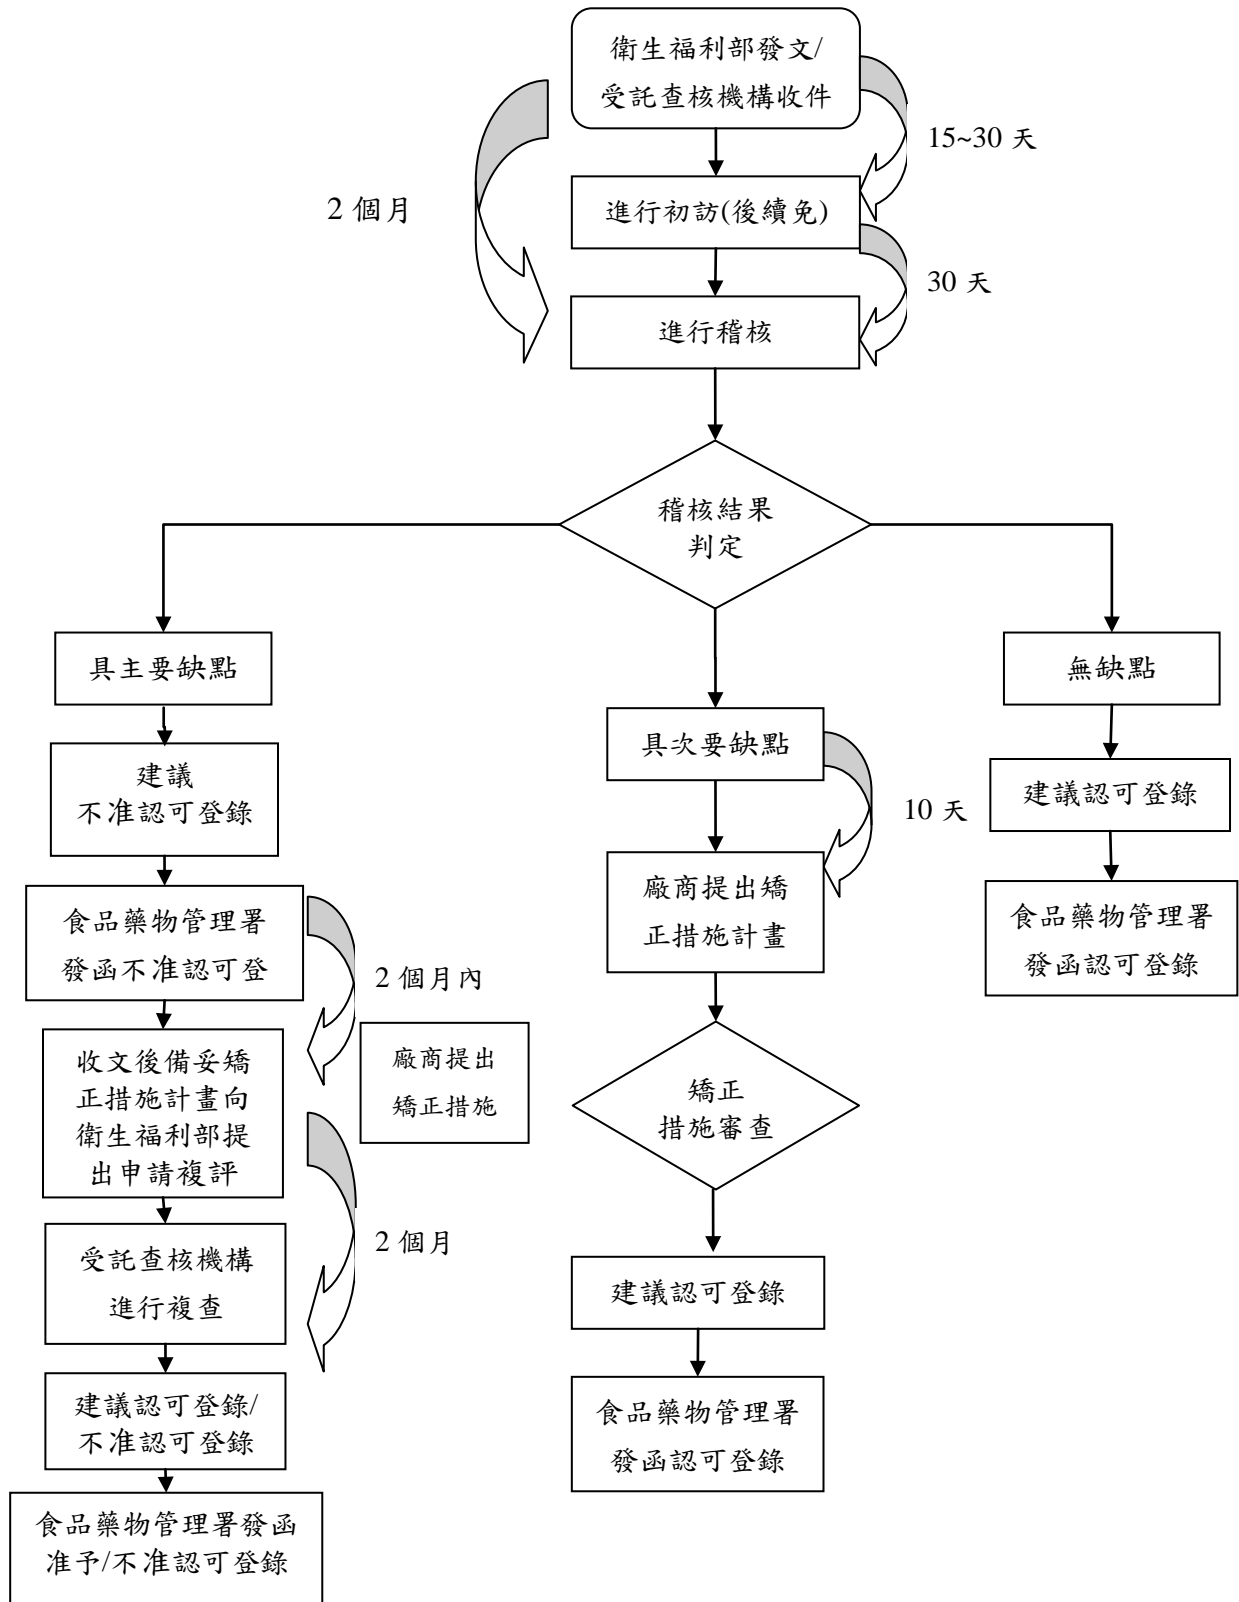 衛生福利部發文/
受託查核機構收件
15~30 天
2 個月
進行初訪(後續免)
30 天
進行稽核
稽核結果
判定
具主要缺點
建議
不准認可登錄
食品藥物管理署
發函不准認可登
2 個月內
廠商提出
矯正措施
收文後備妥矯
正措施計畫向
衛生福利部提
出申請複評
2 個月
受託查核機構
進行複查
建議認可登錄/
不准認可登錄
食品藥物管理署發函
准予/不准認可登錄
具次要缺點
10 天
廠商提出矯
正措施計畫
矯正
措施審查
建議認可登錄
食品藥物管理署
發函認可登錄
無缺點
建議認可登錄
食品藥物管理署
發函認可登錄